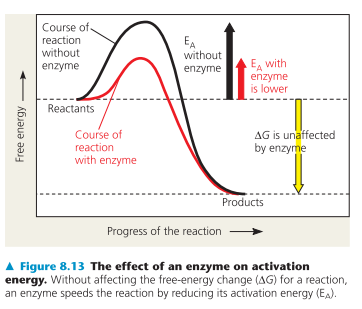 Course of
reaction
without
enzyme
EA
without
enzyme
EA with
enzyme
is lower
Reactants
Course of
reaction
with enzyme
ΔG is unaffected
by enzyme
Products
Free energy
Progress of the reaction
▲ Figure 8.13 The effect of an enzyme on activation
energy. Without affecting the free-energy change (ΔG) for a reaction,
an enzyme speeds the reaction by reducing its activation energy (EA).